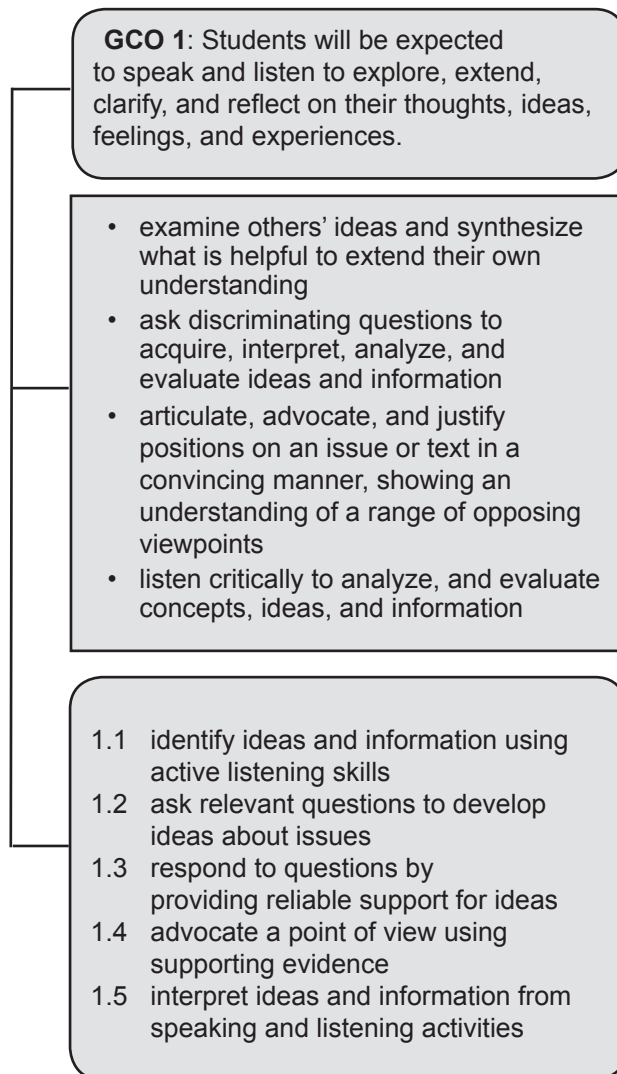 GCO 1: Students will be expected
to speak and listen to explore, extend,
clarify, and reflect on their thoughts, ideas,
feelings, and experiences.
• examine others’ ideas and synthesize
what is helpful to extend their own
understanding
• ask discriminating questions to
acquire, interpret, analyze, and
evaluate ideas and information
• articulate, advocate, and justify
positions on an issue or text in a
convincing manner, showing an
understanding of a range of opposing
viewpoints
• listen critically to analyze, and evaluate
concepts, ideas, and information
1.1 identify ideas and information using
active listening skills
1.2 ask relevant questions to develop
ideas about issues
1.3 respond to questions by
providing reliable support for ideas
1.4 advocate a point of view using
supporting evidence
1.5 interpret ideas and information from
speaking and listening activities